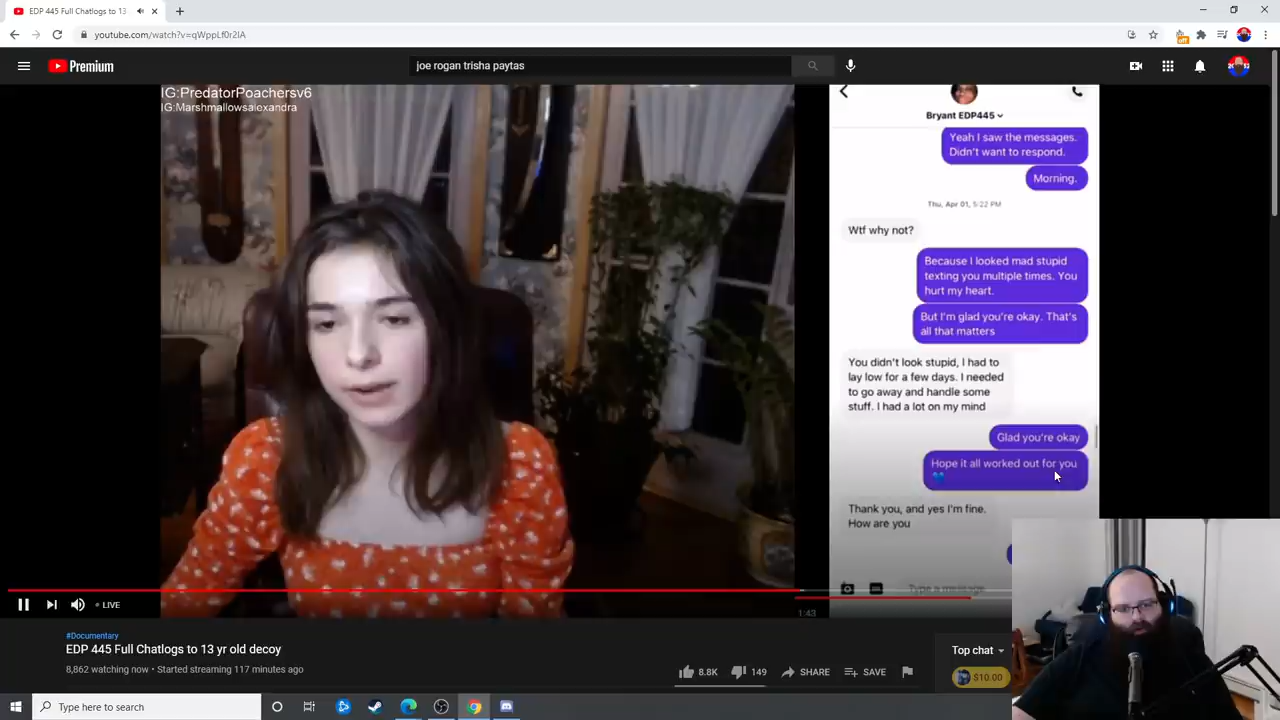 EDP 445 Full Chatlogs to 13
youtube.com/watch?v=qWppLf0r2lA
off
Premium
joe rogan trisha paytas
IG:PredatorPoachersv6
IG:Marshmallowsalexandra
Bryant EDP445
Yeah I saw the messages.
Didn't want to respond.
Morning.
Thu, Apr 01, 5:22 PM
Wtf why not?
Because I looked mad stupid
texting you multiple times. You
hurt my heart.
But I'm glad you're okay. That's
all that matters
You didn't look stupid, I had to
lay low for a few days. I needed
to go away and handle some
stuff. I had a lot on my mind
Glad you're okay
Hope it all worked out for you
💙
Thank you, and yes I'm fine.
How are you
Type a message
1:43
• LIVE
#Documentary
EDP 445 Full Chatlogs to 13 yr old decoy
8,862 watching now • Started streaming 117 minutes ago
8.8K
149
SHARE
SAVE
Top chat
$10.00
Type here to search